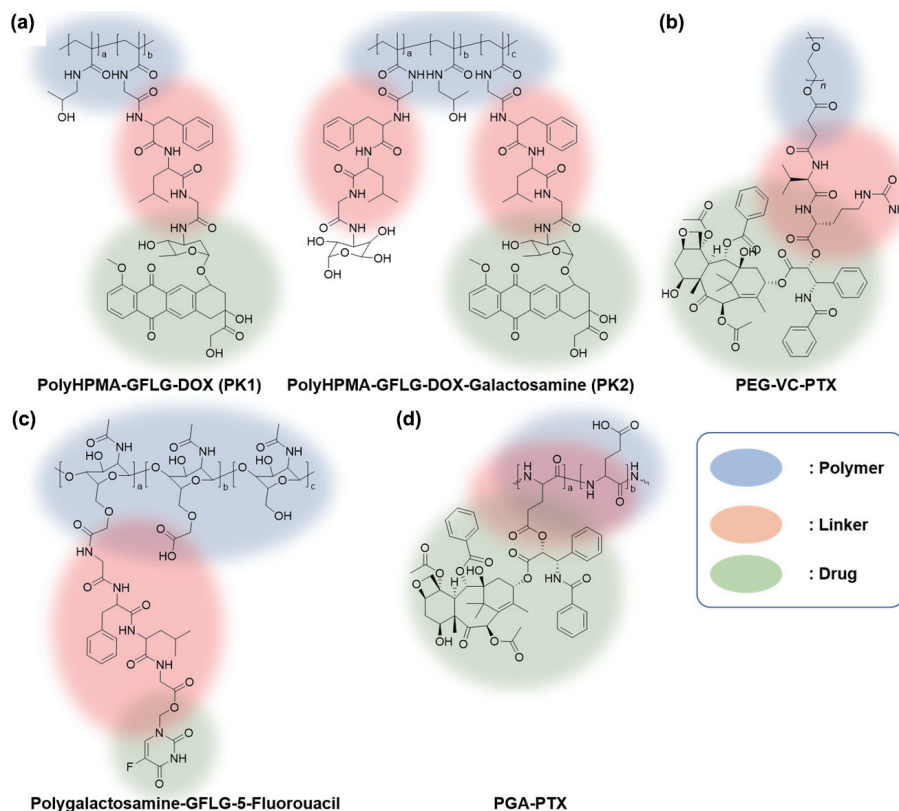 (a)
(b)
PolyHPMA-GFLG-DOX (PK1)
PolyHPMA-GFLG-DOX-Galactosamine (PK2)
PEG-VC-PTX
(c)
(d)
: Polymer
: Linker
: Drug
Polygalactosamine-GFLG-5-Fluorouacil
PGA-PTX